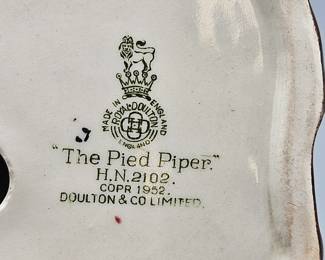 MADE IN ENGLAND
ROYAL DOULTON
ENGLAND
"The Pied Piper."
H.N.2102.
COPR 1952.
DOULTON & CO LIMITED.